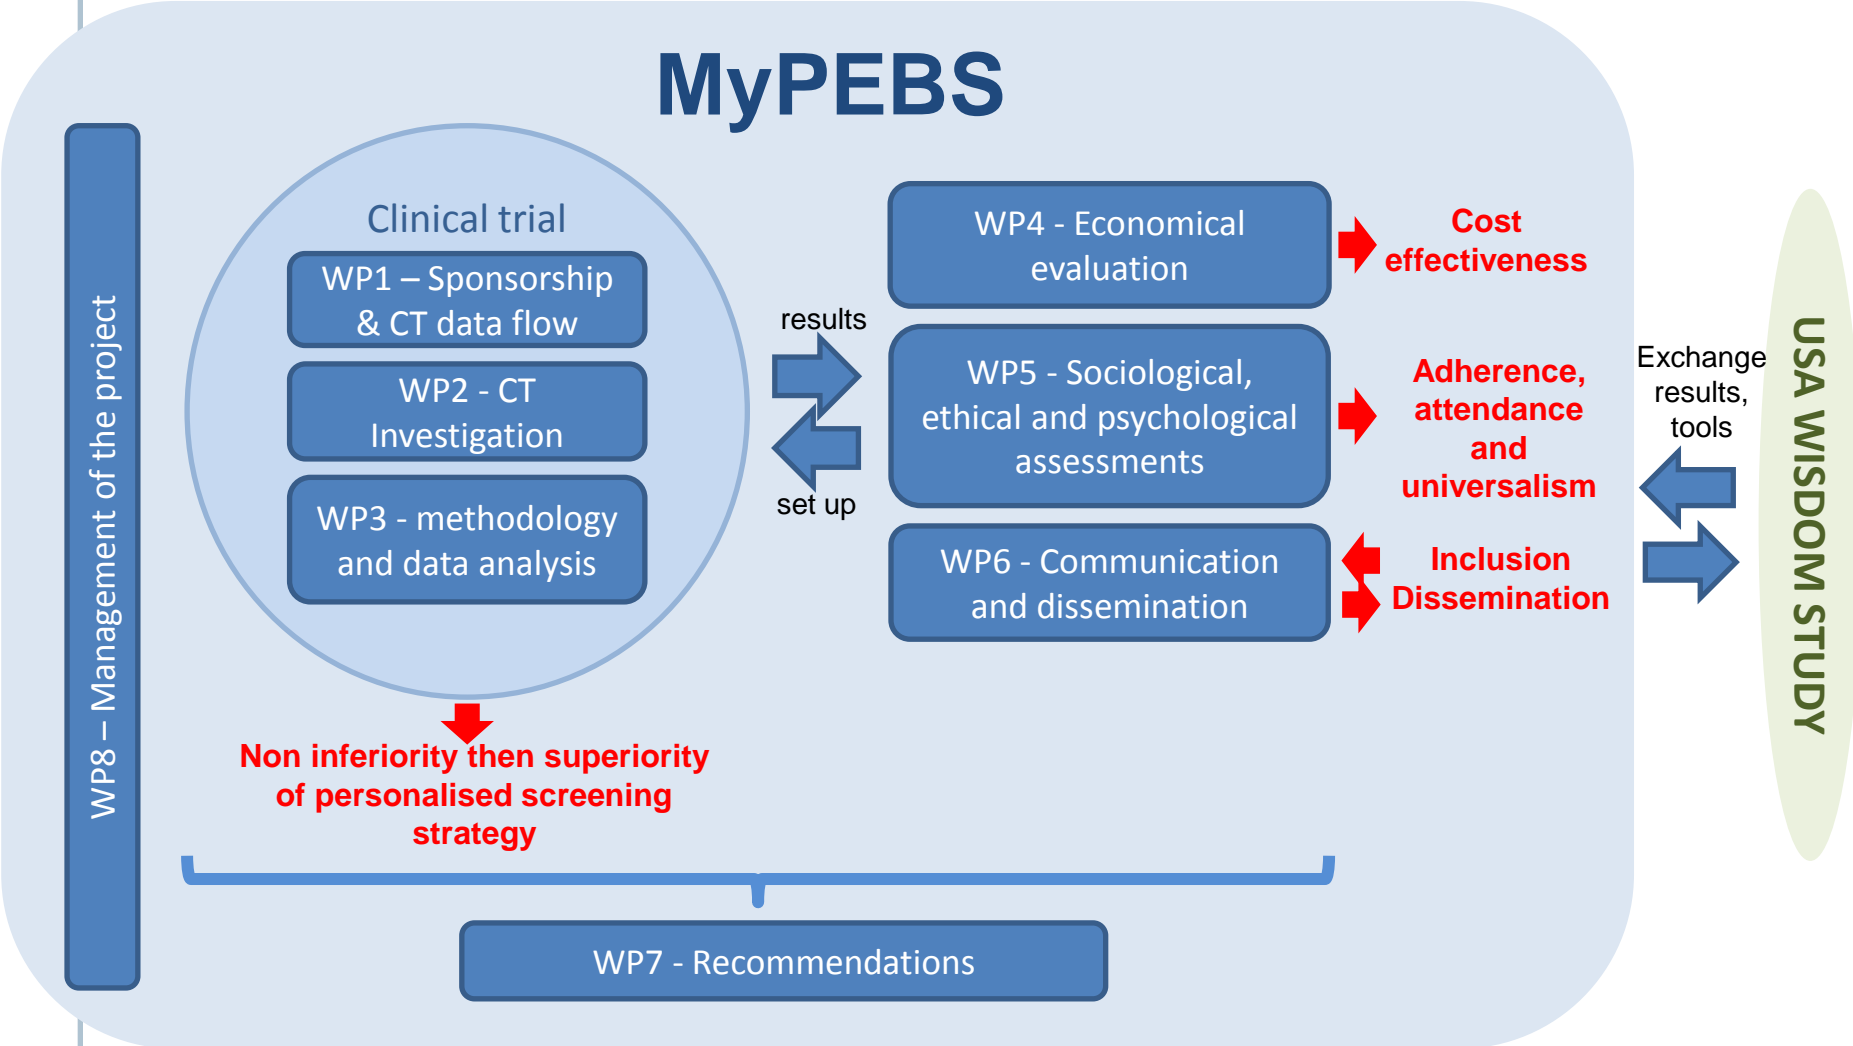 MyPEBS
WP8 – Management of the project
Clinical trial
WP1 – Sponsorship
& CT data flow
WP2 - CT
Investigation
WP3 - methodology
and data analysis
results
set up
WP4 - Economical
evaluation
WP5 - Sociological,
ethical and psychological
assessments
WP6 - Communication
and dissemination
Cost
effectiveness
Adherence,
attendance
and
universalism
Inclusion
Dissemination
Exchange
results,
tools
USA WISDOM STUDY
Non inferiority then superiority
of personalised screening
strategy
WP7 - Recommendations